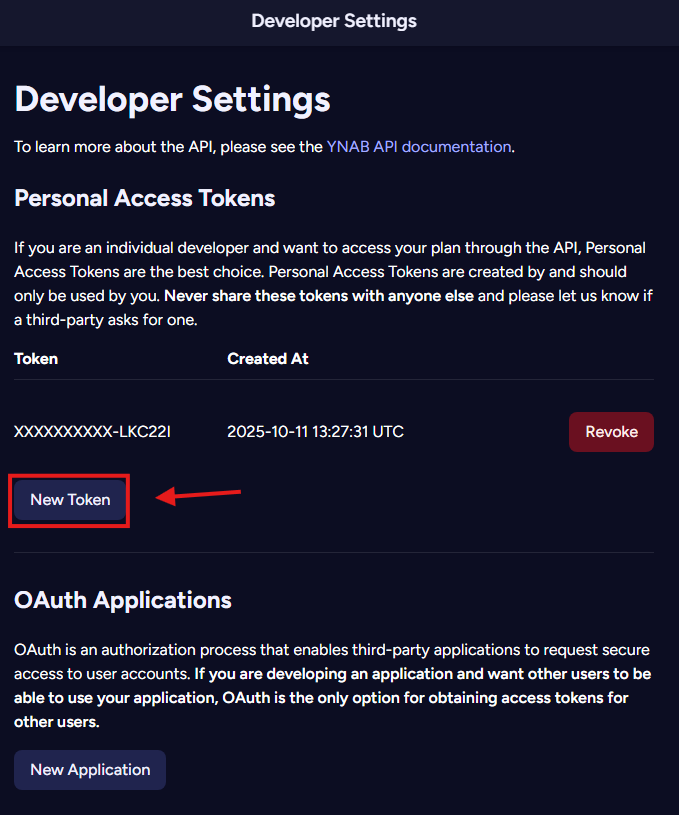 Developer Settings
Developer Settings
To learn more about the API, please see the YNAB API documentation.
Personal Access Tokens
If you are an individual developer and want to access your plan through the API, Personal
Access Tokens are the best choice. Personal Access Tokens are created by and should
only be used by you. Never share these tokens with anyone else and please let us know if
a third-party asks for one.
Token Created At
XXXXXXXXXX-LKC22I 2025-10-11 13:27:31 UTC Revoke
New Token
OAuth Applications
OAuth is an authorization process that enables third-party applications to request secure
access to user accounts. If you are developing an application and want other users to be
able to use your application, OAuth is the only option for obtaining access tokens for
other users.
New Application